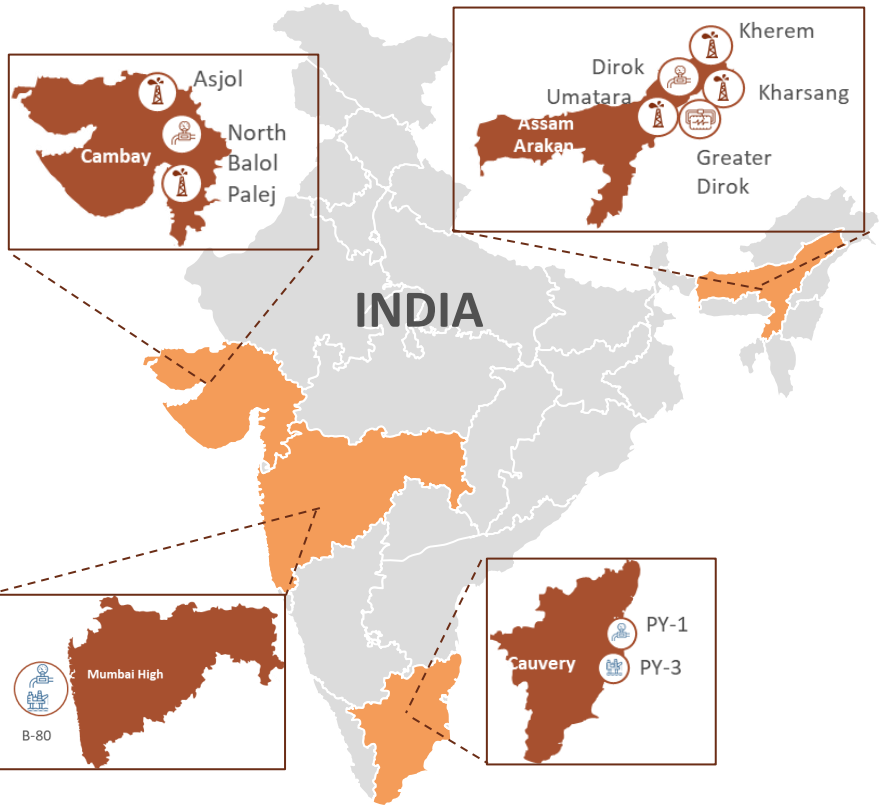 Asjol
North
Balol
Palej
Cambay
Kherem
Dirok
Umatara
Kharsang
Assam
Arakan
Greater
Dirok
INDIA
Mumbai High
B-80
PY-1
Cauvery
PY-3